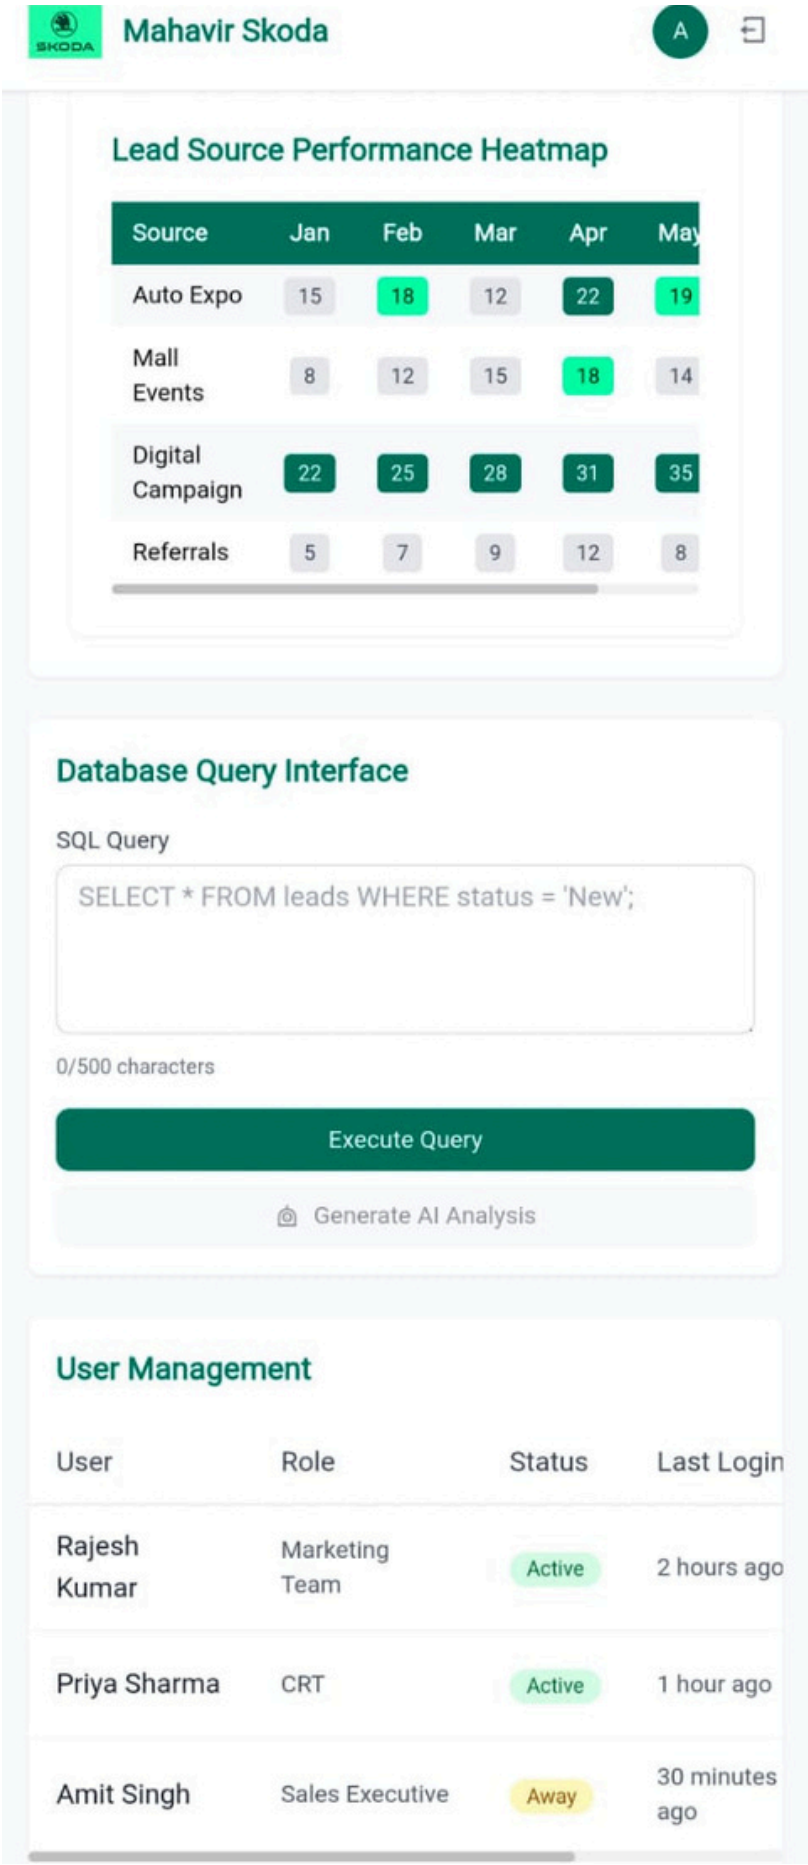 SKODA
Mahavir Skoda
A
Lead Source Performance Heatmap
Source Jan Feb Mar Apr May
Auto Expo 15 18 12 22 19
Mall
Events 8 12 15 18 14
Digital
Campaign 22 25 28 31 35
Referrals 5 7 9 12 8
Database Query Interface
SQL Query
SELECT * FROM leads WHERE status = 'New';
0/500 characters
Execute Query
Generate AI Analysis
User Management
User Role Status Last Login
Rajesh
Kumar
Marketing
Team
Active
2 hours ago
Priya Sharma CRT Active 1 hour ago
Amit Singh Sales Executive Away
30 minutes
ago